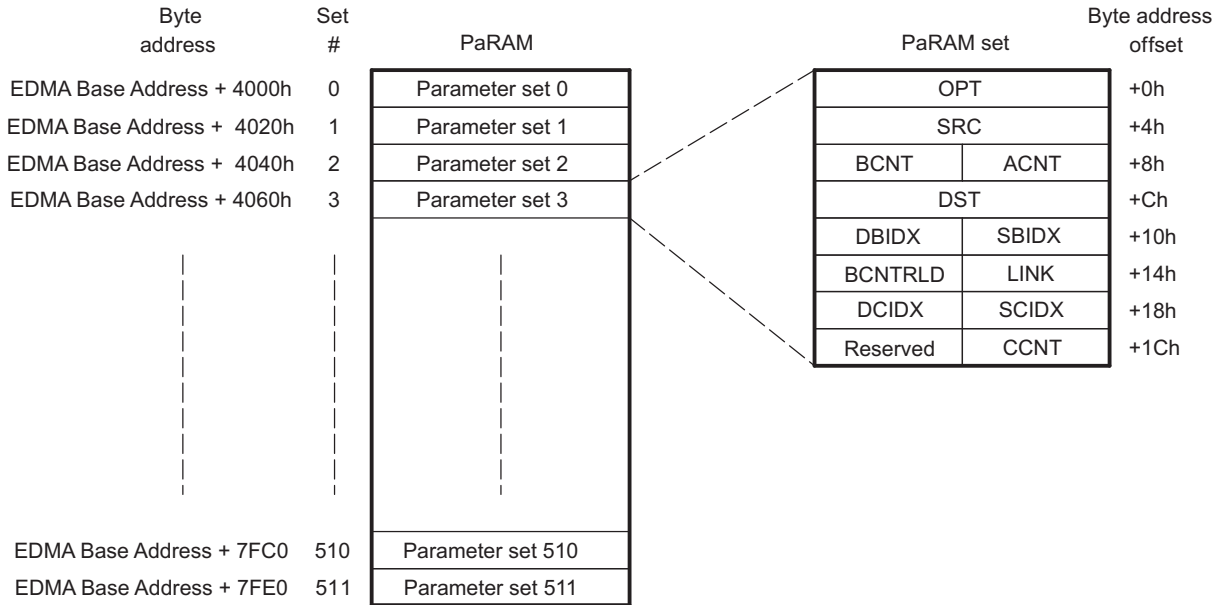 Byte address Set # PaRAM PaRAM set Byte address offset
EDMA Base Address + 4000h 0 Parameter set 0 OPT +0h
EDMA Base Address + 4020h 1 Parameter set 1 SRC +4h
EDMA Base Address + 4040h 2 Parameter set 2 BCNT ACNT +8h
EDMA Base Address + 4060h 3 Parameter set 3 DST +Ch
DBIDX SBIDX +10h
BCNTRLD LINK +14h
DCIDX SCIDX +18h
Reserved CCNT +1Ch
EDMA Base Address + 7FC0 510 Parameter set 510
EDMA Base Address + 7FE0 511 Parameter set 511